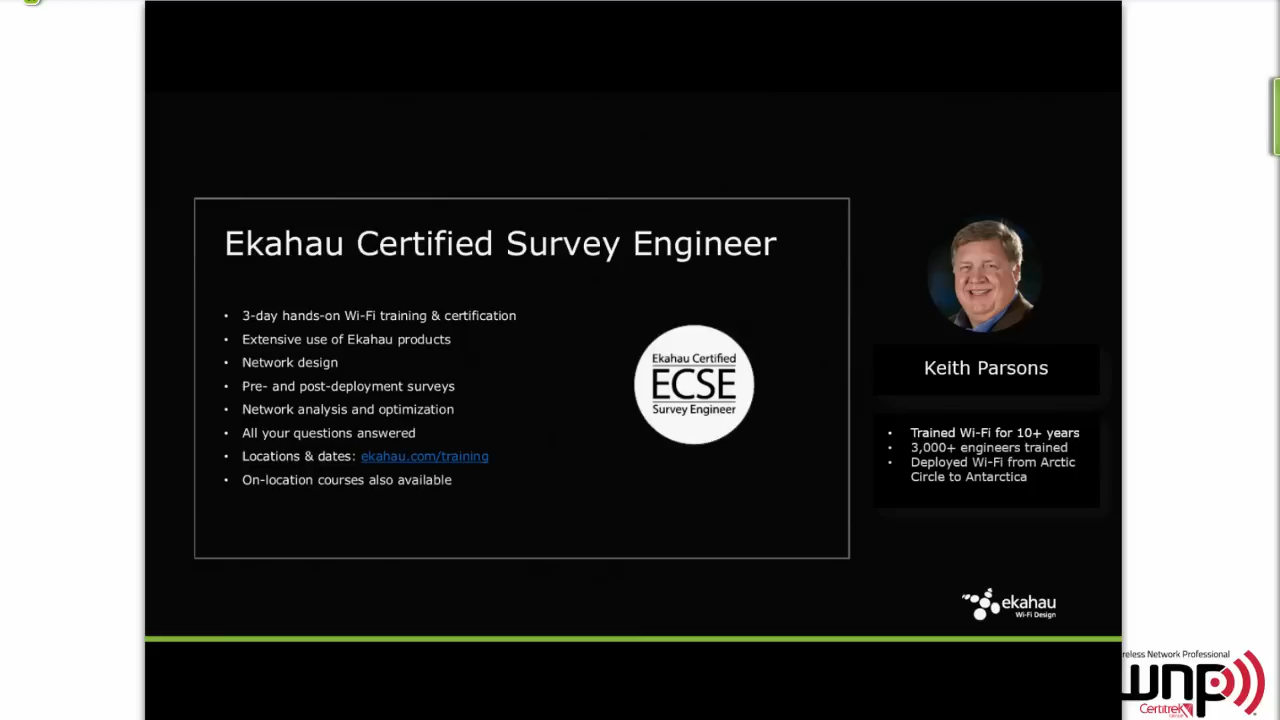 Ekahau Certified Survey Engineer
• 3-day hands-on Wi-Fi training & certification
• Extensive use of Ekahau products
• Network design
• Pre- and post-deployment surveys
• Network analysis and optimization
• All your questions answered
• Locations & dates: ekahau.com/training
• On-location courses also available
Ekahau Certified
ECSE
Survey Engineer
Keith Parsons
• Trained Wi-Fi for 10+ years
• 3,000+ engineers trained
• Deployed Wi-Fi from Arctic
Circle to Antarctica
ekahau
Wi-Fi Design
reless Network Professional
wnp
Certitrek